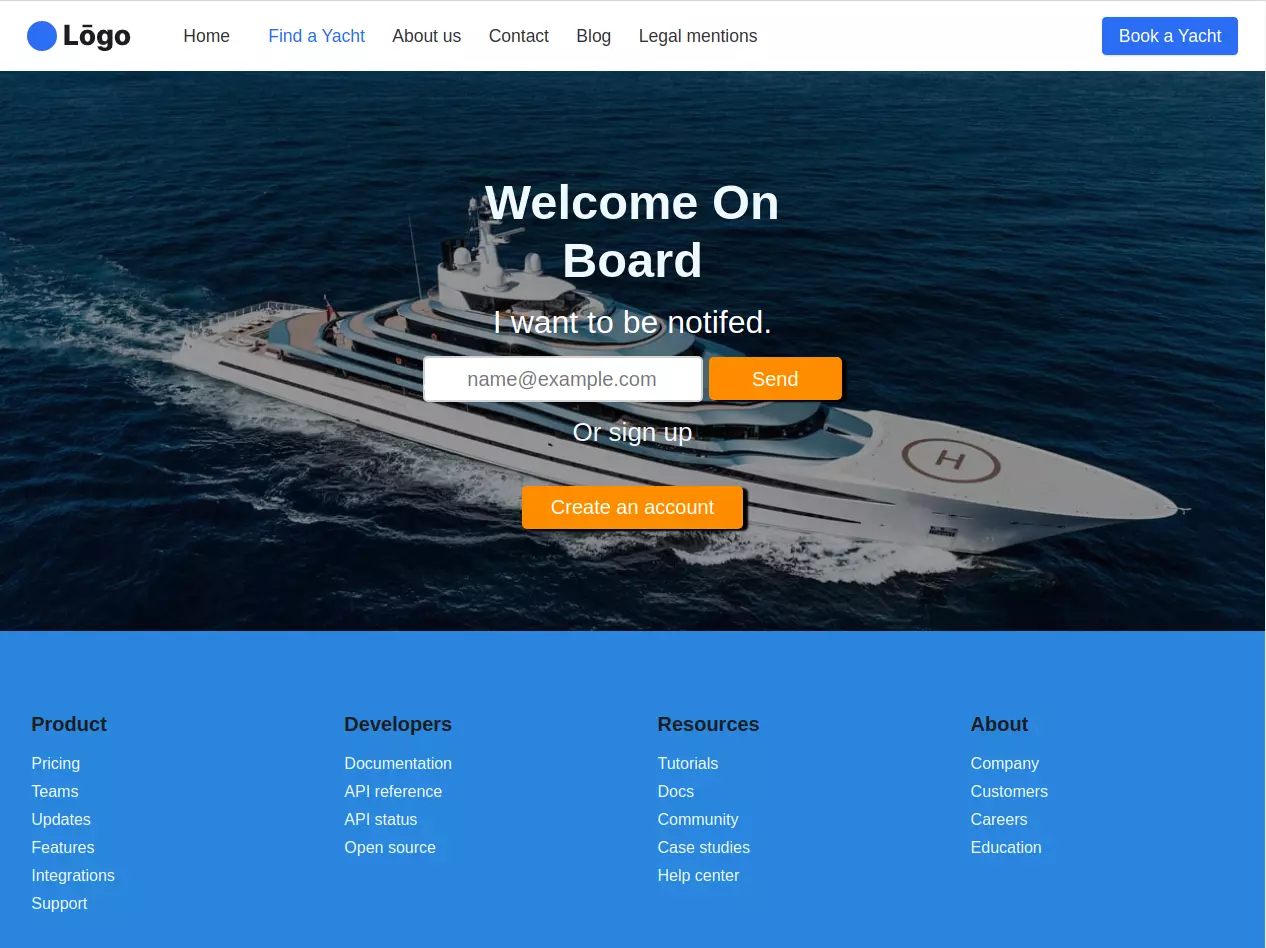 Lōgo Home Find a Yacht About us Contact Blog Legal mentions Book a Yacht
Welcome On
Board
I want to be notifed.
name@example.com Send
Or sign up
H
Create an account
Product
Pricing
Teams
Updates
Features
Integrations
Support
Developers
Documentation
API reference
API status
Open source
Resources
Tutorials
Docs
Community
Case studies
Help center
About
Company
Customers
Careers
Education